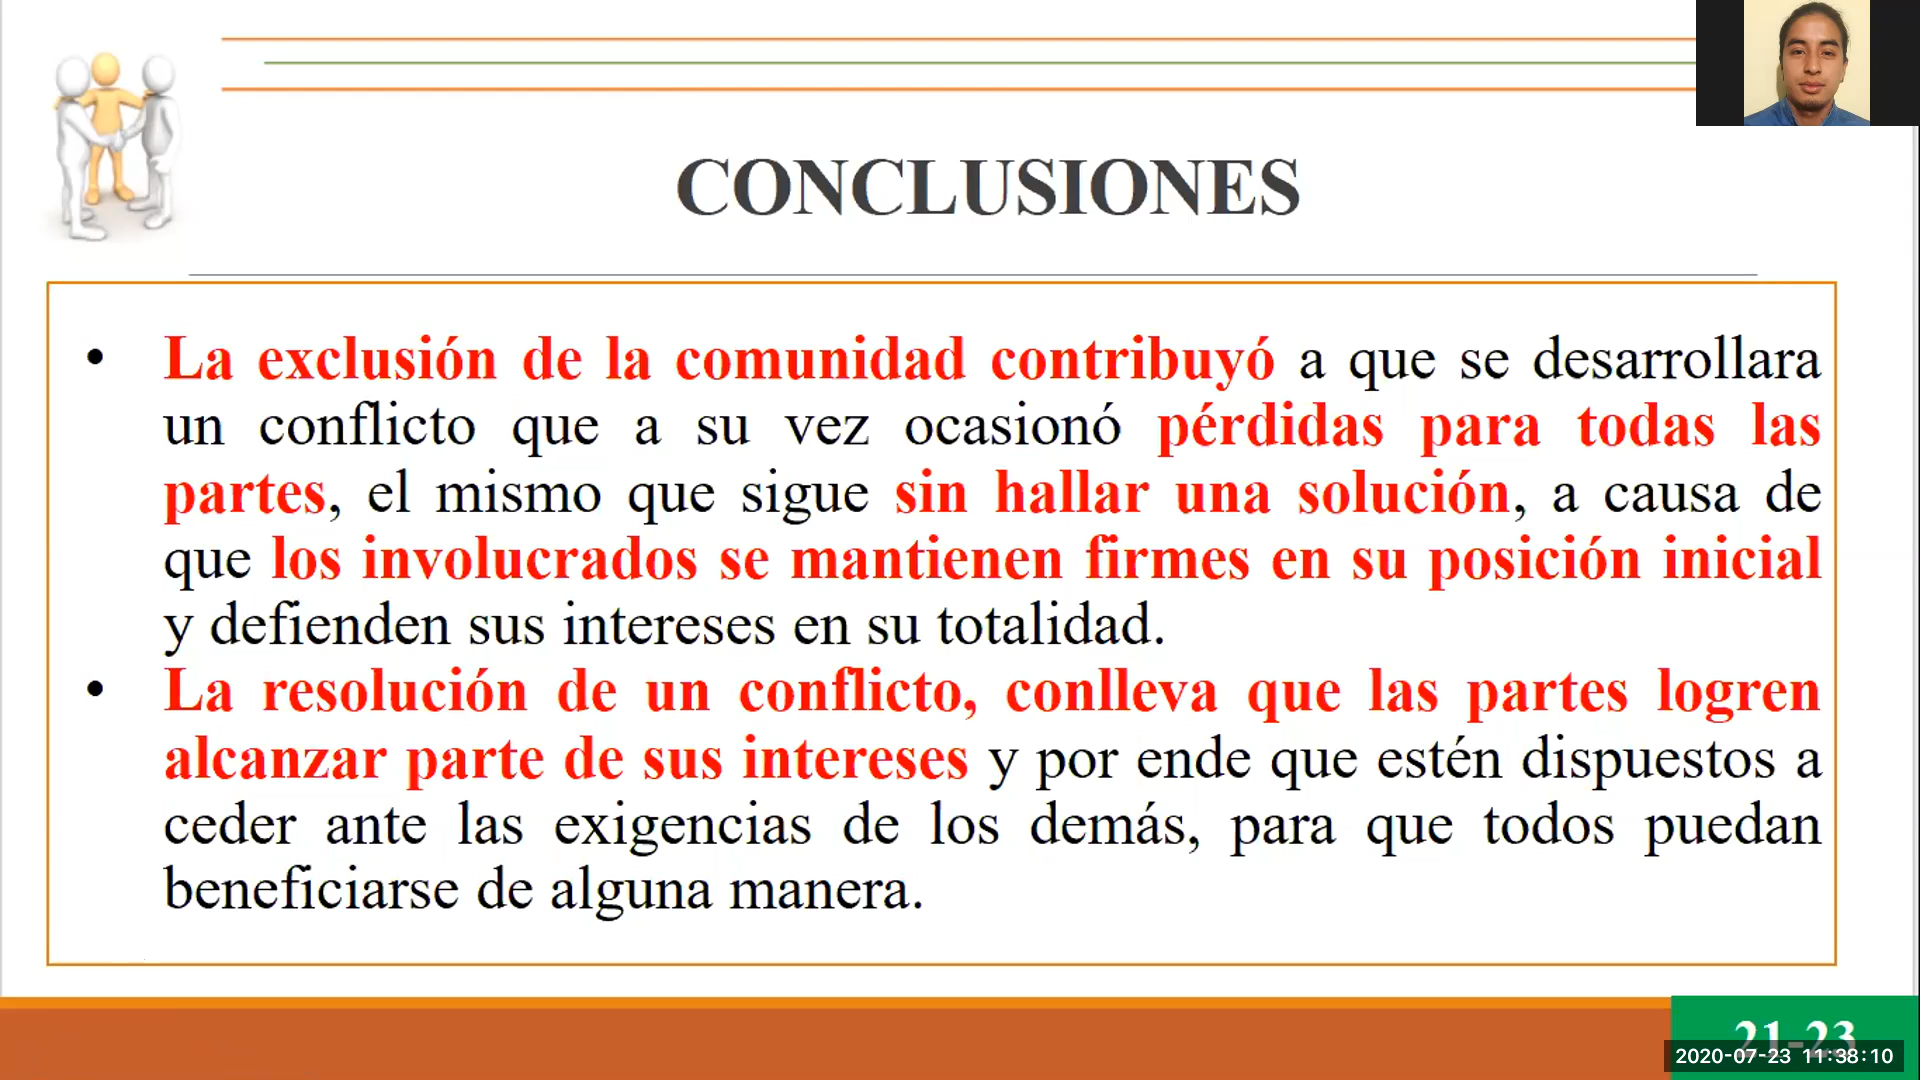 CONCLUSIONES
• La exclusión de la comunidad contribuyó a que se desarrollara
un conflicto que a su vez ocasionó pérdidas para todas las
partes, el mismo que sigue sin hallar una solución, a causa de
que los involucrados se mantienen firmes en su posición inicial
y defienden sus intereses en su totalidad.
• La resolución de un conflicto, conlleva que las partes logren
alcanzar parte de sus intereses y por ende que estén dispuestos a
ceder ante las exigencias de los demás, para que todos puedan
beneficiarse de alguna manera.
21-23
2020-07-23 11:38:10